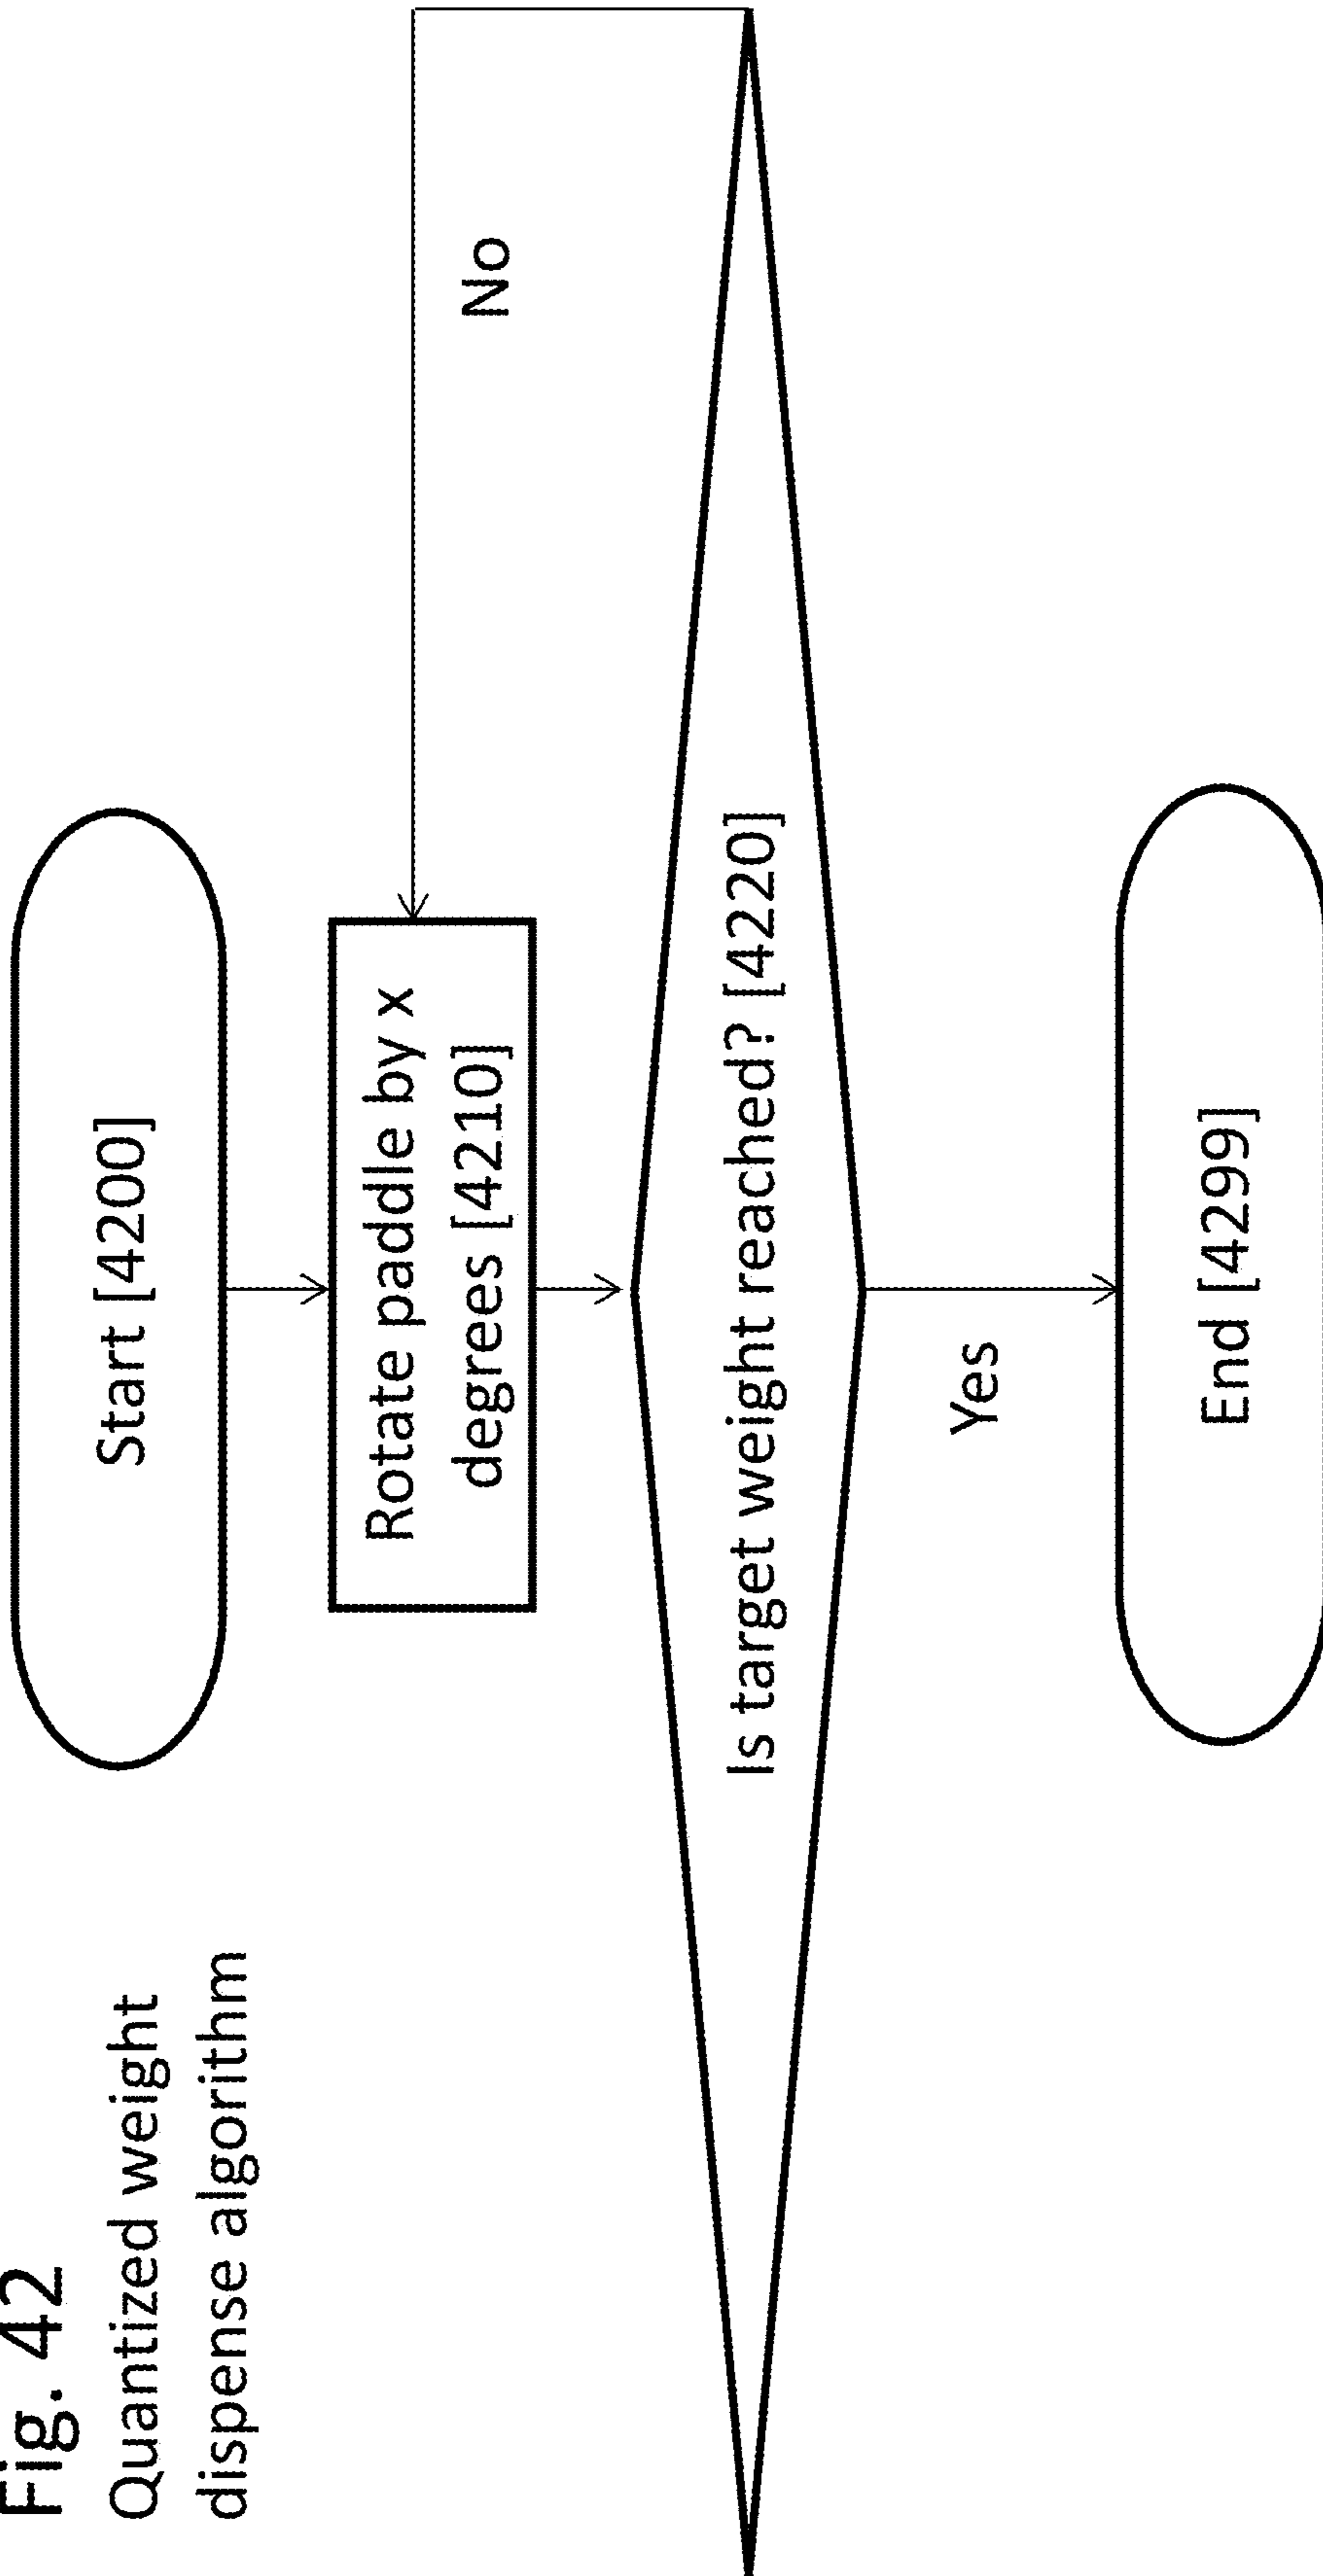 Fig. 42
Quantized weight
dispense algorithm
Start [4200]
Rotate paddle by x
degrees [4210]
No
Is target weight reached? [4220]
Yes
End [4299]